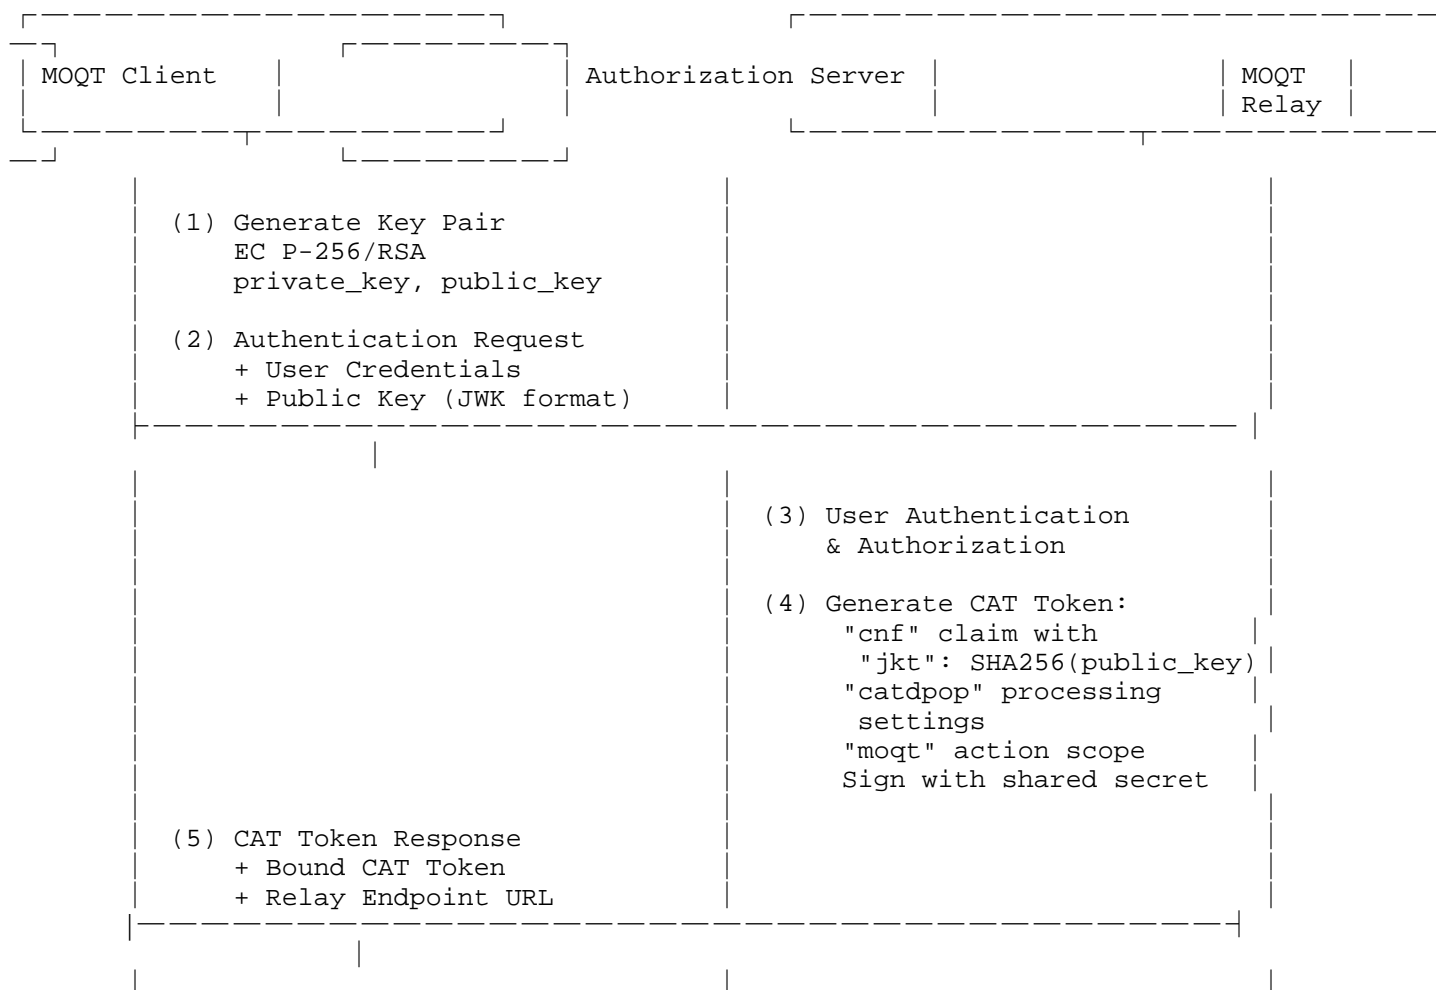 MOQT Client Authorization Server MOQT
Relay
(1) Generate Key Pair
EC P-256/RSA
private_key, public_key
(2) Authentication Request
+ User Credentials
+ Public Key (JWK format)
(3) User Authentication
& Authorization
(4) Generate CAT Token:
"cnf" claim with
"jkt": SHA256(public_key)
"catdpop" processing
settings
"moqt" action scope
Sign with shared secret
(5) CAT Token Response
+ Bound CAT Token
+ Relay Endpoint URL